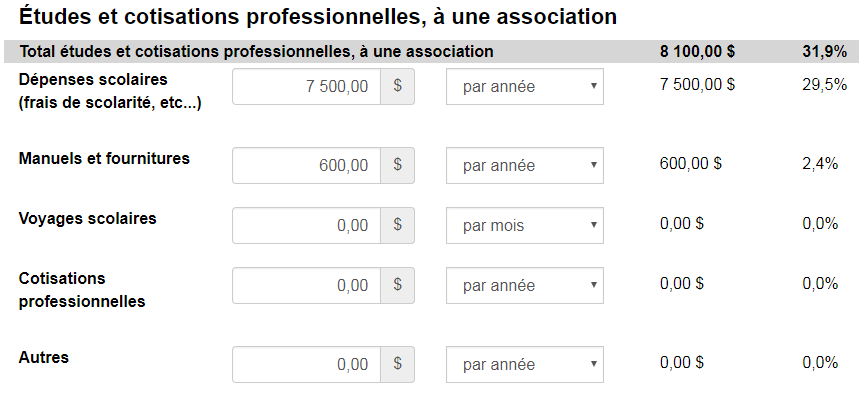 Études et cotisations professionnelles, à une association
Total études et cotisations professionnelles, à une association 8 100,00 $ 31,9%
Dépenses scolaires 7 500,00 $ par année 7 500,00 $ 29,5%
(frais de scolarité, etc...)
Manuels et fournitures 600,00 $ par année 600,00 $ 2,4%
Voyages scolaires 0,00 $ par mois 0,00 $ 0,0%
Cotisations 0,00 $ par année 0,00 $ 0,0%
professionnelles
Autres 0,00 $ par année 0,00 $ 0,0%